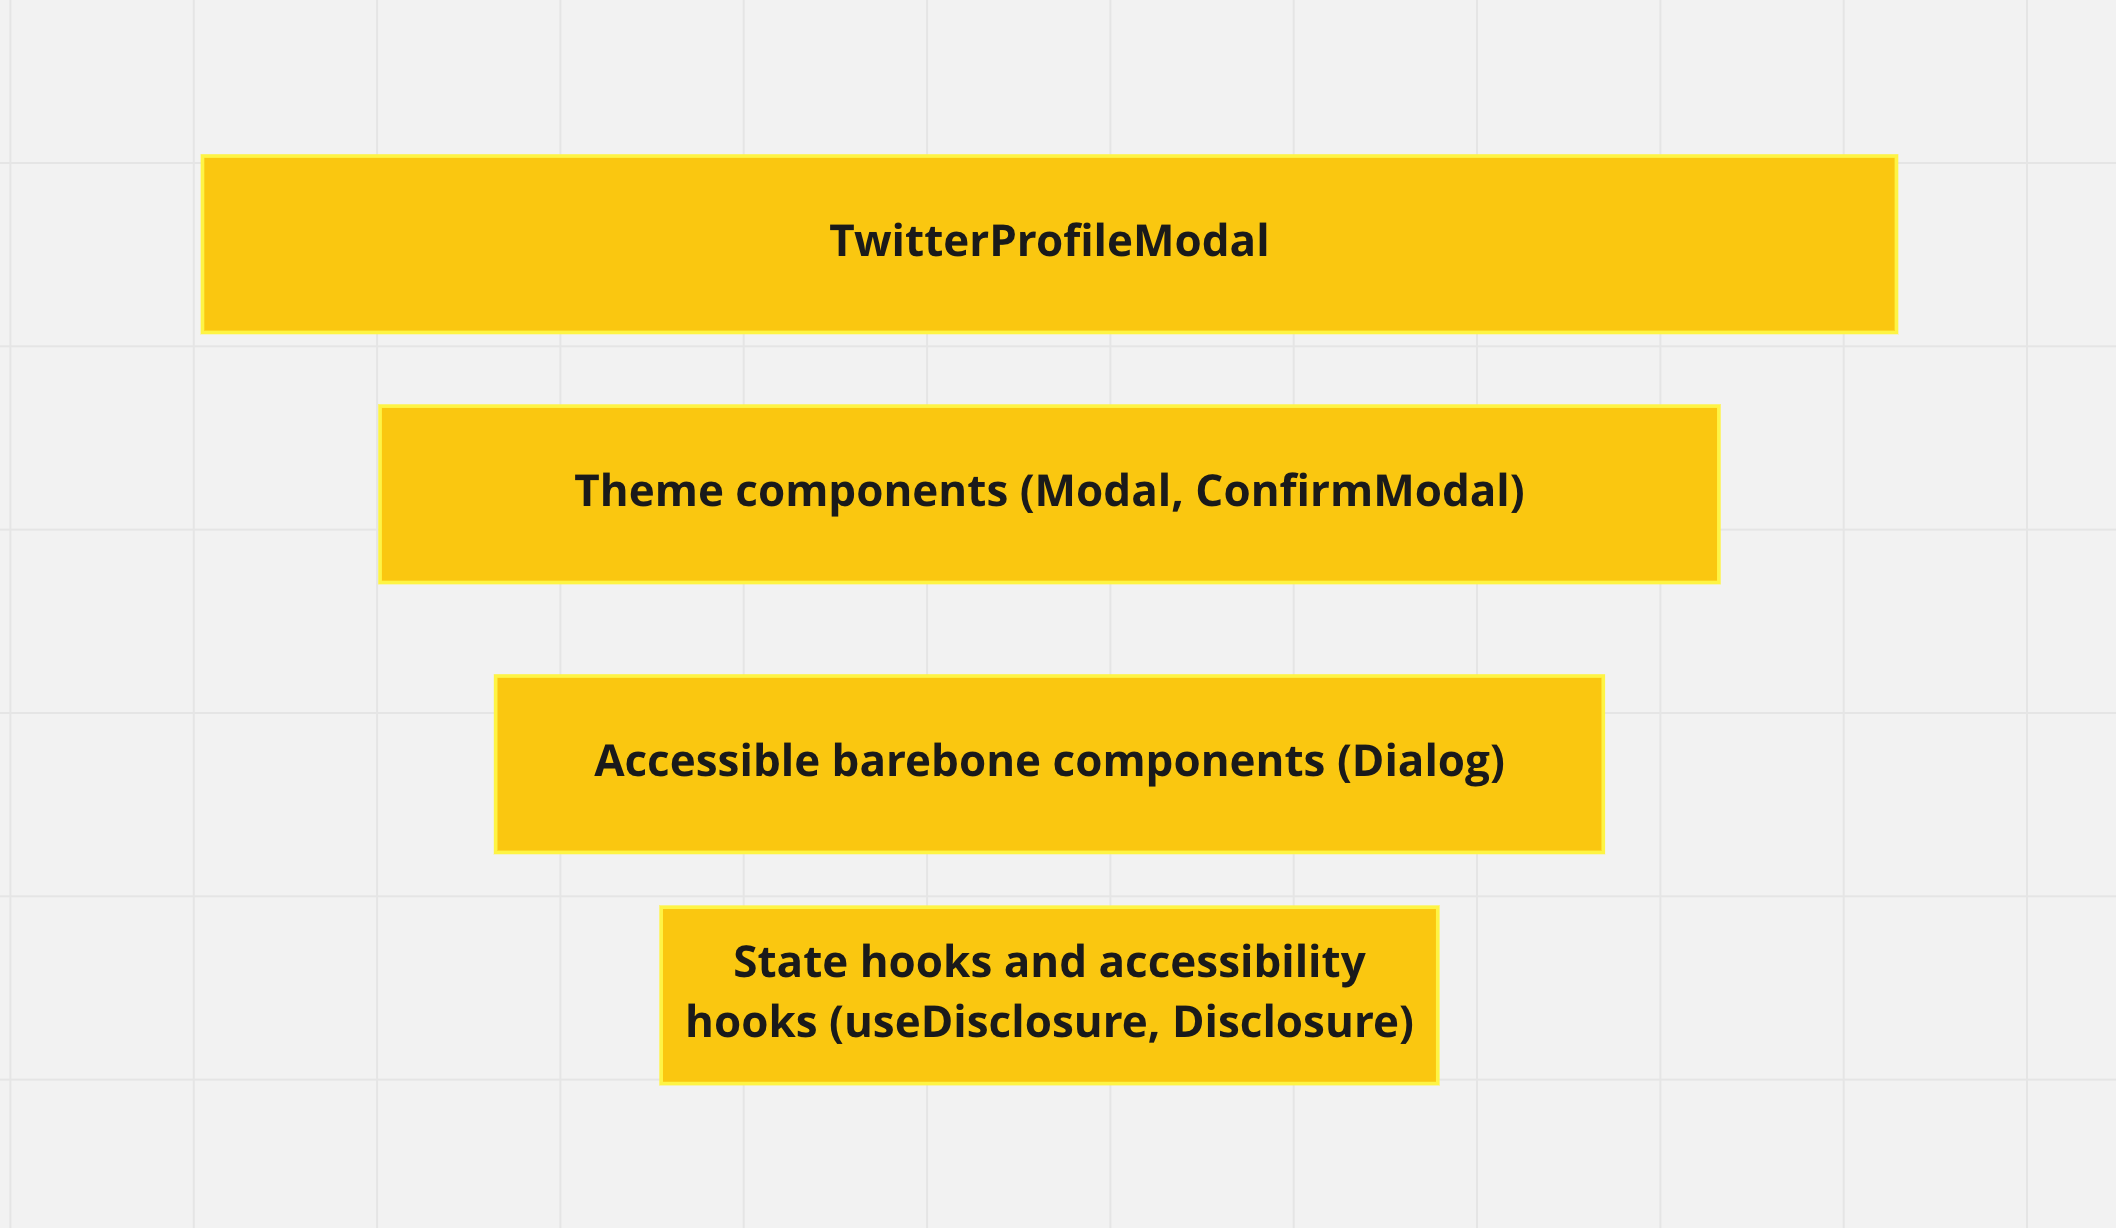 TwitterProfileModal
Theme components (Modal, ConfirmModal)
Accessible barebone components (Dialog)
State hooks and accessibility
hooks (useDisclosure, Disclosure)